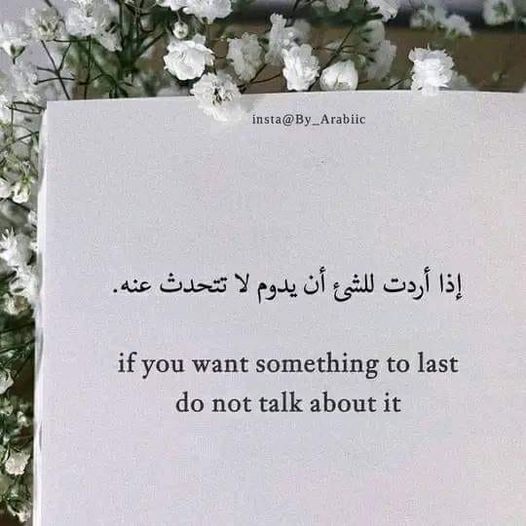 insta@By_Arabiic
إذا أردت للشئ أن يدوم لا تتحدث عنه.
if you want something to last
do not talk about it